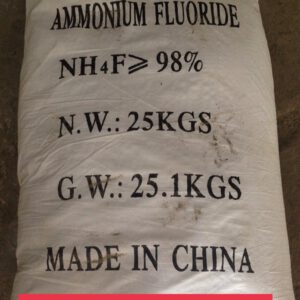 AMMONIUM FLUORIDE
NH4F⩾98%
N.W.: 25KGS
G.W.: 25.1KGS
MADE IN CHINA